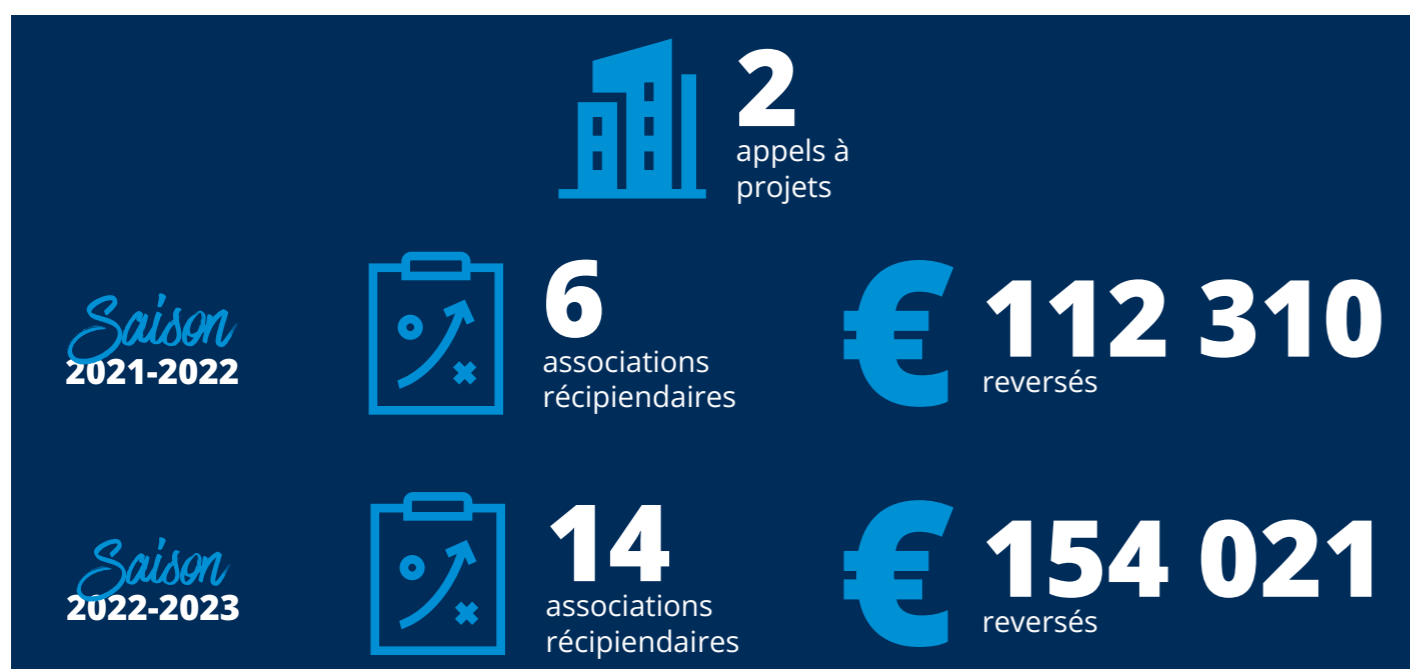 2
appels à
projets
Saison
2021-2022
6
associations
récipiendaires
€ 112 310
reversés
Saison
2022-2023
14
associations
récipiendaires
€ 154 021
reversés